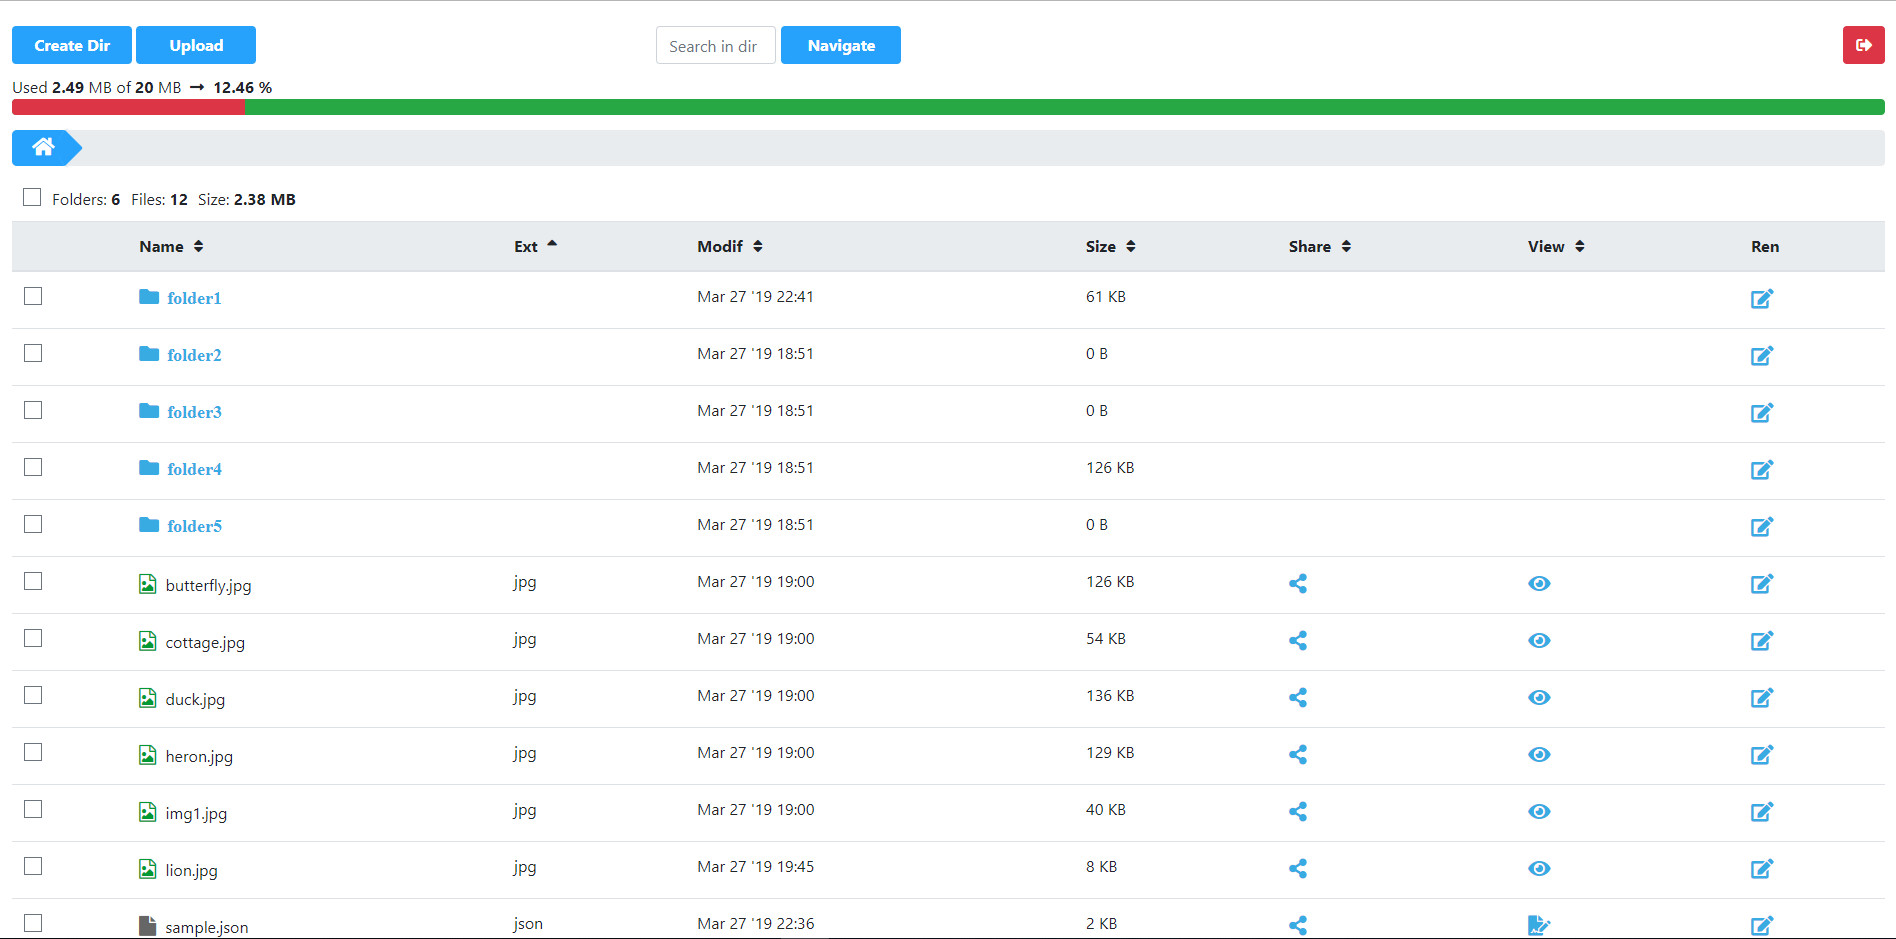 Create Dir Upload Search in dir Navigate
Used 2.49 MB of 20 MB → 12.46 %
Folders: 6 Files: 12 Size: 2.38 MB
Name Ext Modif Size Share View Ren
folder1 Mar 27 '19 22:41 61 KB
folder2 Mar 27 '19 18:51 0 B
folder3 Mar 27 '19 18:51 0 B
folder4 Mar 27 '19 18:51 126 KB
folder5 Mar 27 '19 18:51 0 B
butterfly.jpg jpg Mar 27 '19 19:00 126 KB
cottage.jpg jpg Mar 27 '19 19:00 54 KB
duck.jpg jpg Mar 27 '19 19:00 136 KB
heron.jpg jpg Mar 27 '19 19:00 129 KB
img1.jpg jpg Mar 27 '19 19:00 40 KB
lion.jpg jpg Mar 27 '19 19:45 8 KB
sample.json json Mar 27 '19 22:36 2 KB